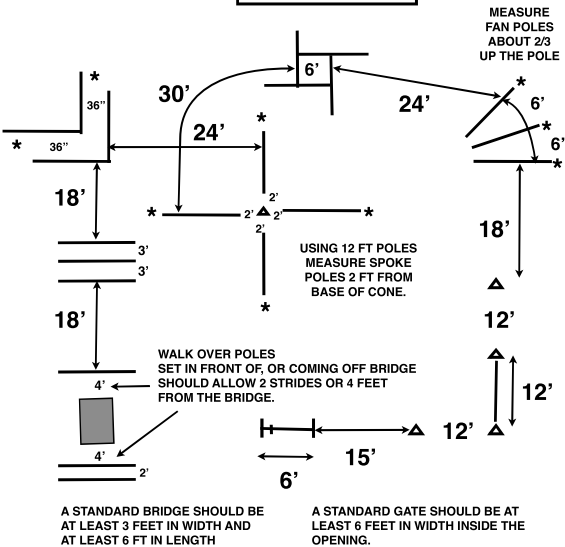 MEASURE
FAN POLES
ABOUT 2/3
UP THE POLE
6'
*
30'
24'
*
6'
*
6'
*
*
36"
*
36"
24'
*
18'
2'
*
2'
2'
*
2'
18'
3'
3'
USING 12 FT POLES
MEASURE SPOKE
POLES 2 FT FROM
BASE OF CONE.
*
18'
12'
WALK OVER POLES
SET IN FRONT OF, OR COMING OFF BRIDGE
SHOULD ALLOW 2 STRIDES OR 4 FEET
FROM THE BRIDGE.
4'
12'
4'
2'
15'
12'
6'
A STANDARD BRIDGE SHOULD BE
AT LEAST 3 FEET IN WIDTH AND
AT LEAST 6 FT IN LENGTH
A STANDARD GATE SHOULD BE AT
LEAST 6 FEET IN WIDTH INSIDE THE
OPENING.